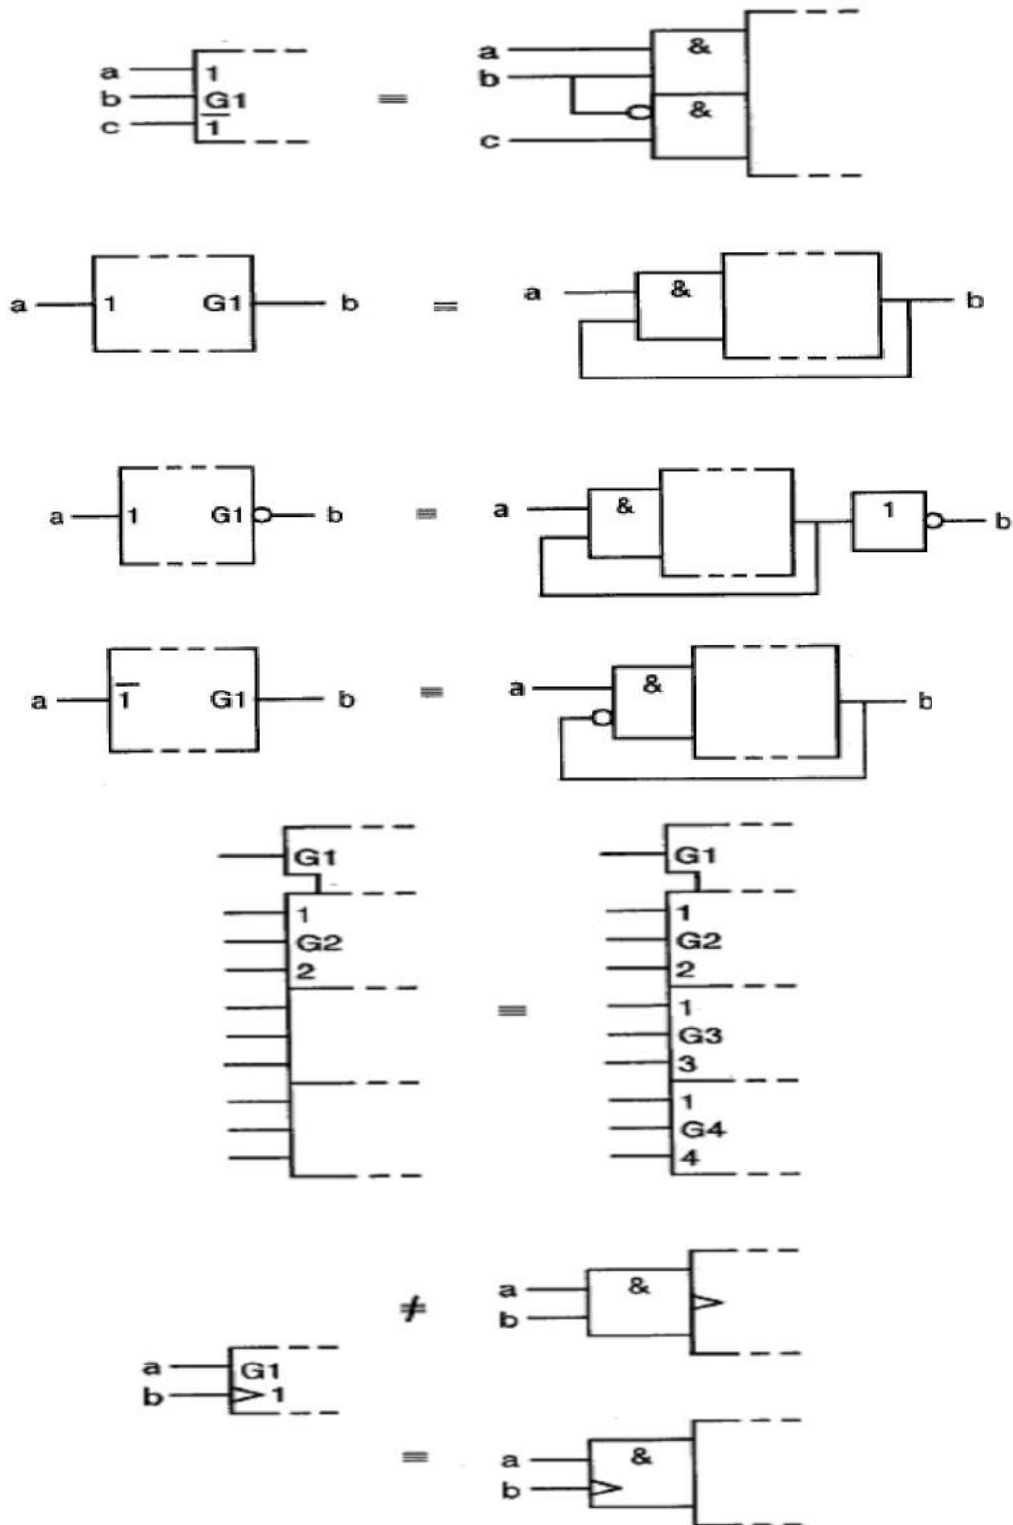 a 1
b G1 =
c 1̅
a &
b
&
c
a 1 G1 b = a & b
a 1 G1 b ≡ a & 1 b
a 1̅ G1 b = a & b
G1 G1
1 1
G2 G2
2 2
≡ 1
G3
3
1
G4
4
≠ a &
b
a G1
b 1
= a &
b